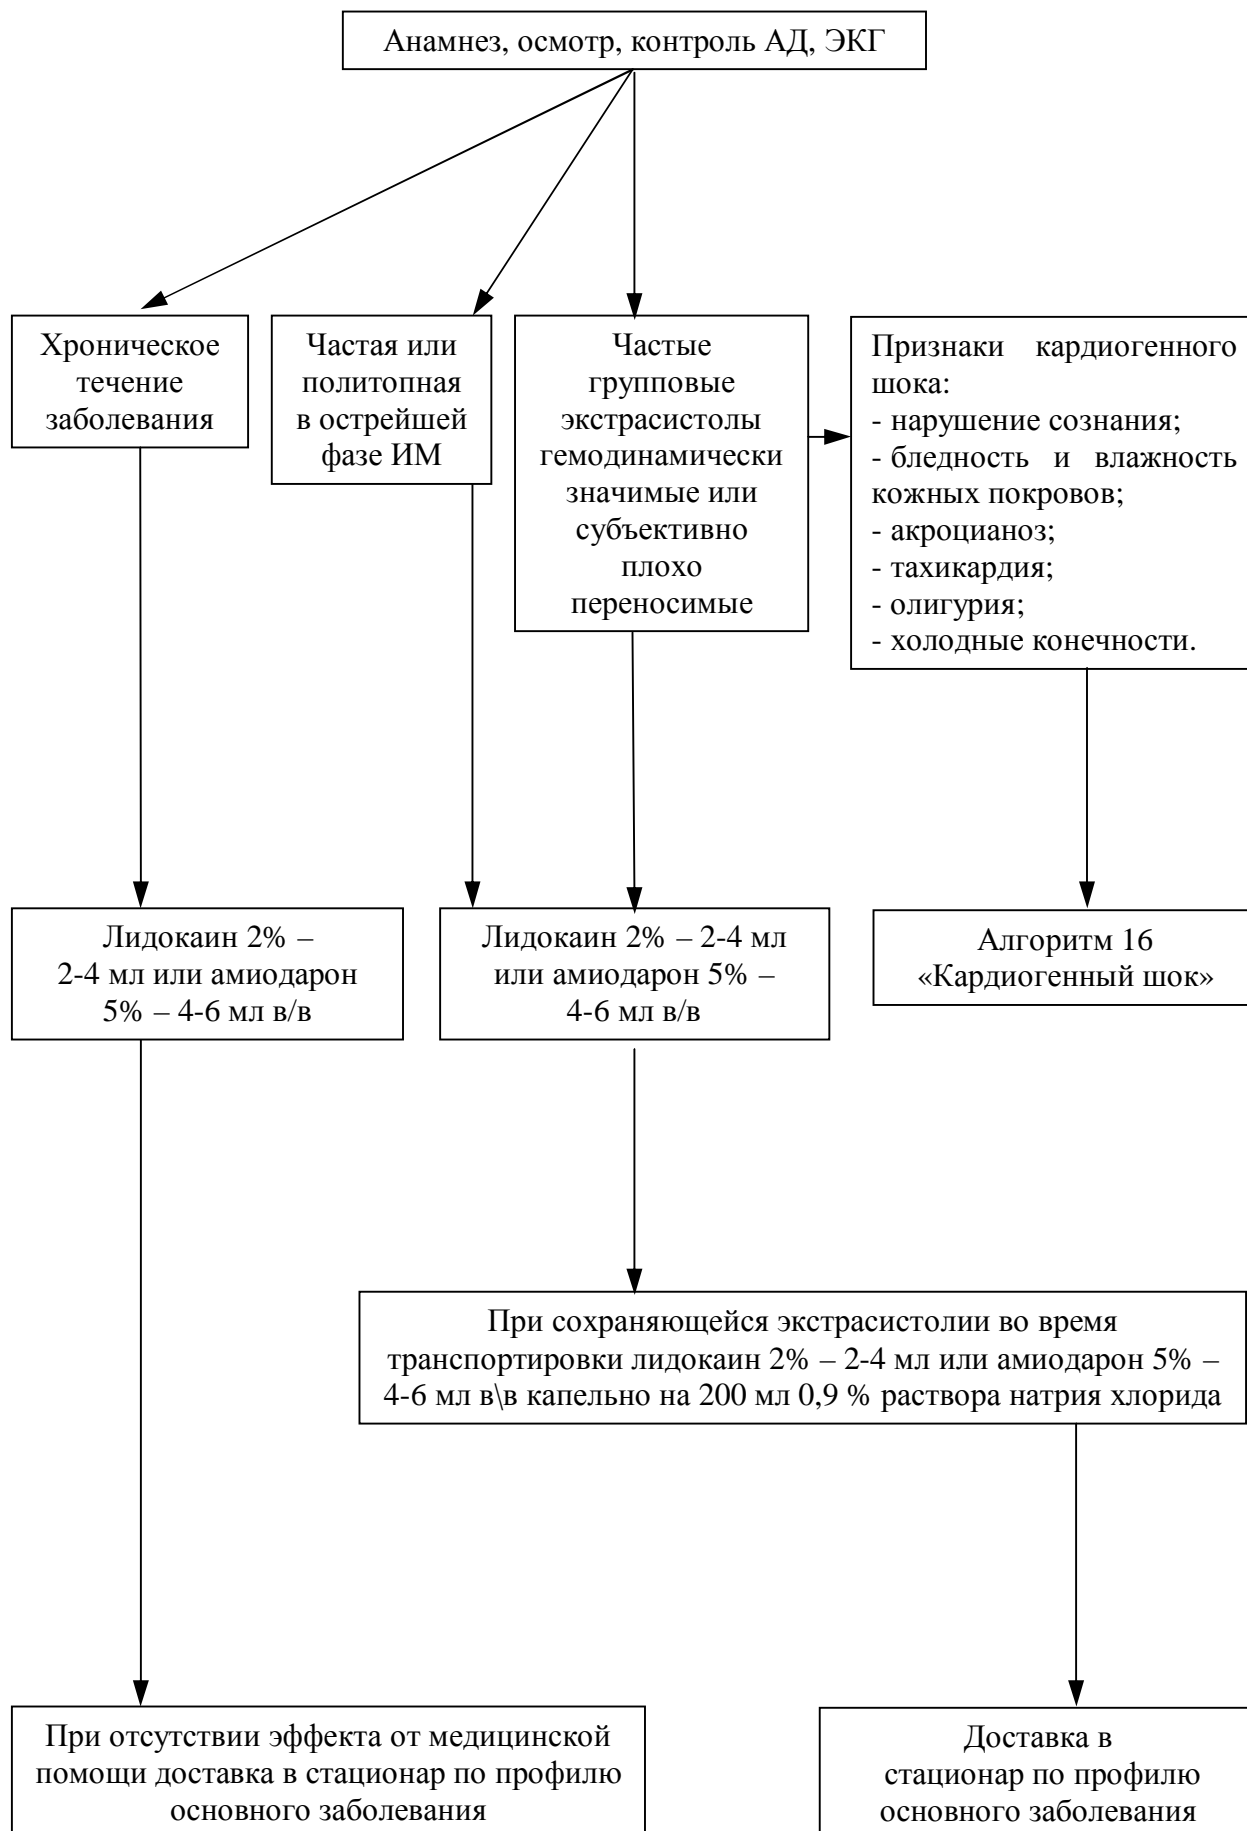 Анамнез, осмотр, контроль АД, ЭКГ
Хроническое
течение
заболевания
Частая или
политопная
в острейшей
фазе ИМ
Частые
групповые
экстрасистолы
гемодинамически
значимые или
субъективно
плохо
переносимые
Признаки кардиогенного
шока:
- нарушение сознания;
- бледность и влажность
кожных покровов;
- акроцианоз;
- тахикардия;
- олигурия;
- холодные конечности.
Лидокаин 2% –
2-4 мл или амиодарон
5% – 4-6 мл в/в
Лидокаин 2% – 2-4 мл
или амиодарон 5% –
4-6 мл в/в
Алгоритм 16
«Кардиогенный шок»
При сохраняющейся экстрасистолии во время
транспортировки лидокаин 2% – 2-4 мл или амиодарон 5% –
4-6 мл в\в капельно на 200 мл 0,9 % раствора натрия хлорида
При отсутствии эффекта от медицинской
помощи доставка в стационар по профилю
основного заболевания
Доставка в
стационар по профилю
основного заболевания